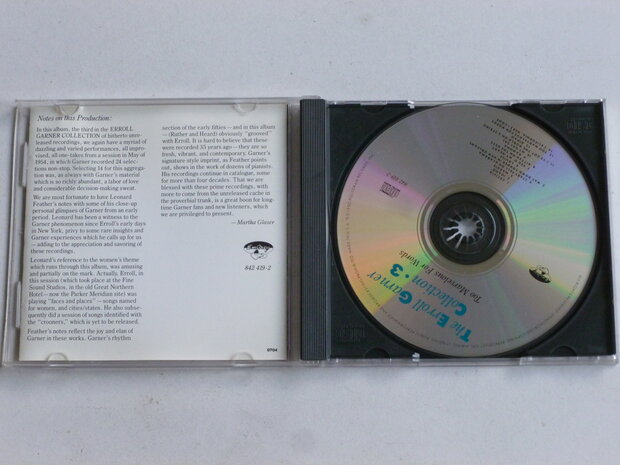 Notes on this Production:
In this album, the third in the ERROLL
GARNER COLLECTION of hitherto unre-
leased recordings, we again have a myriad of
dazzling and varied performances, all impro-
vised, all one-takes from a session in May of
1954, in which Garner recorded 24 selec-
tions non-stop. Selecting 14 for this aggrega-
tion was, as always with Garner's material
which is so richly abundant, a labor of love
and considerable decision-making sweat.
We are most fortunate to have Leonard
Feather's notes with some of his close-up
personal glimpses of Garner from an early
period. Leonard has been a witness to the
Garner phenomenon since Erroll's early days
in New York, privy to some rare insights and
Garner experiences which he calls up for us
– adding to the appreciation and savoring of
these recordings.
Leonard's reference to the women's theme
which runs through this album, was amusing
and partially on the mark. Actually, Erroll, in
this session (which took place at the Fine
Sound Studios, in the old Great Northern
Hotel– now the Parker Meridian site) was
playing "faces and places" – songs named
for women, and cities/states. He also subse-
quently did a session of songs identified with
the "crooners," which is yet to be released.
Feather's notes reflect the joy and elan of
Garner in these works. Garner's rhythm
section of the early fifties – and in this album
– (Ruther and Heard) obviously "grooved"
with Erroll. It is hard to believe that these
were recorded 35 years ago – they are so
fresh, vibrant, and contemporary. Garner's
signature style imprint, as Feather points
out, shows in the work of dozens of pianists.
His recordings continue in catalogue, some
for more than four decades. That we are
blessed with these prime recordings, with
more to come from the unreleased cache in
the proverbial trunk, is a great boon for long-
time Garner fans and new listeners, which
we are privileged to present.
– Martha Glaser
842 419-2
0704
The Erroll Garner
Collection • 3
Too Marvelous For Words
842 419-2